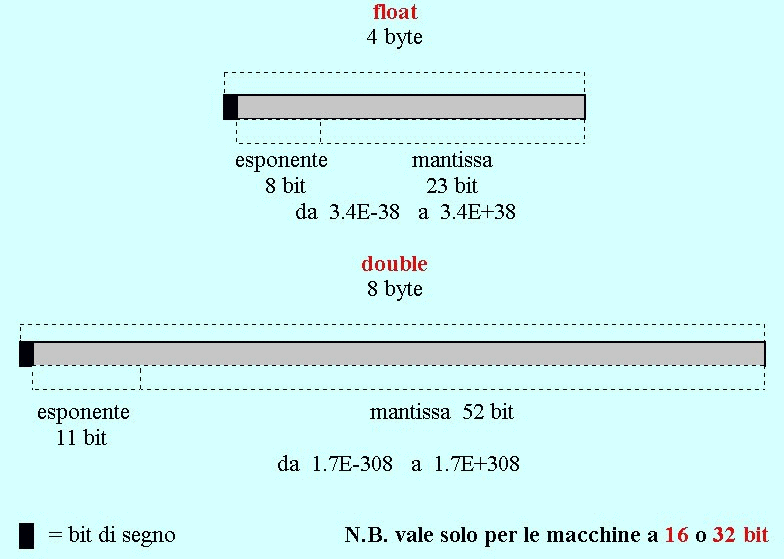 float
4 byte
esponente mantissa
8 bit 23 bit
da 3.4E-38 a 3.4E+38
double
8 byte
esponente mantissa 52 bit
11 bit
da 1.7E-308 a 1.7E+308
= bit di segno N.B. vale solo per le macchine a 16 o 32 bit